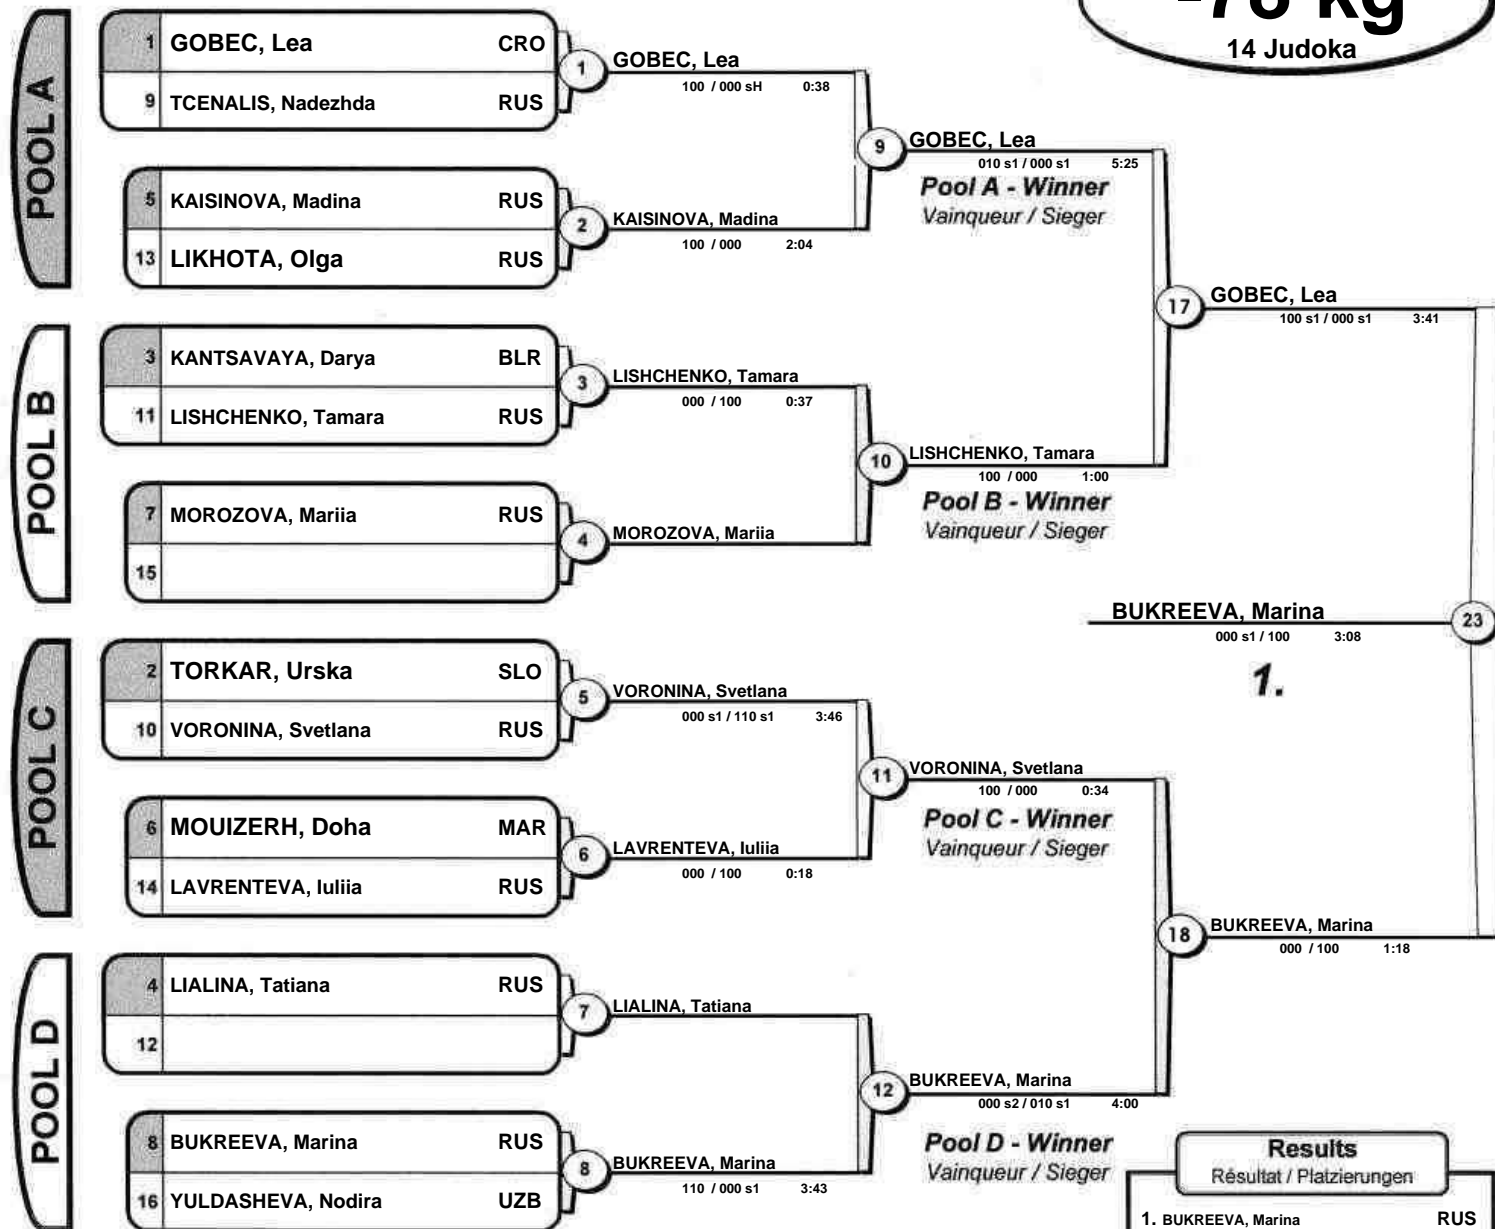 -78 kg
14 Judoka
POOL A
1 GOBEC, Lea CRO
9 TCENALIS, Nadezhda RUS
1
GOBEC, Lea
100 / 000 sH 0:38
5 KAISINOVA, Madina RUS
13 LIKHOTA, Olga RUS
2
KAISINOVA, Madina
100 / 000 2:04
9
GOBEC, Lea
010 s1 / 000 s1 5:25
Pool A - Winner
Vainqueur / Sieger
POOL B
3 KANTSAVAYA, Darya BLR
11 LISHCHENKO, Tamara RUS
3
LISHCHENKO, Tamara
000 / 100 0:37
7 MOROZOVA, Mariia RUS
15
4
MOROZOVA, Mariia
10
LISHCHENKO, Tamara
100 / 000 1:00
Pool B - Winner
Vainqueur / Sieger
17
GOBEC, Lea
100 s1 / 000 s1 3:41
BUKREEVA, Marina
000 s1 / 100 3:08
23
1.
POOL C
2 TORKAR, Urska SLO
10 VORONINA, Svetlana RUS
5
VORONINA, Svetlana
000 s1 / 110 s1 3:46
6 MOUIZERH, Doha MAR
14 LAVRENTEVA, Iuliia RUS
6
LAVRENTEVA, Iuliia
000 / 100 0:18
11
VORONINA, Svetlana
100 / 000 0:34
Pool C - Winner
Vainqueur / Sieger
POOL D
4 LIALINA, Tatiana RUS
12
7
LIALINA, Tatiana
8 BUKREEVA, Marina RUS
16 YULDASHEVA, Nodira UZB
8
BUKREEVA, Marina
110 / 000 s1 3:43
12
BUKREEVA, Marina
000 s2 / 010 s1 4:00
Pool D - Winner
Vainqueur / Sieger
18
BUKREEVA, Marina
000 / 100 1:18
Results
Résultat / Platzierungen
1. BUKREEVA, Marina RUS